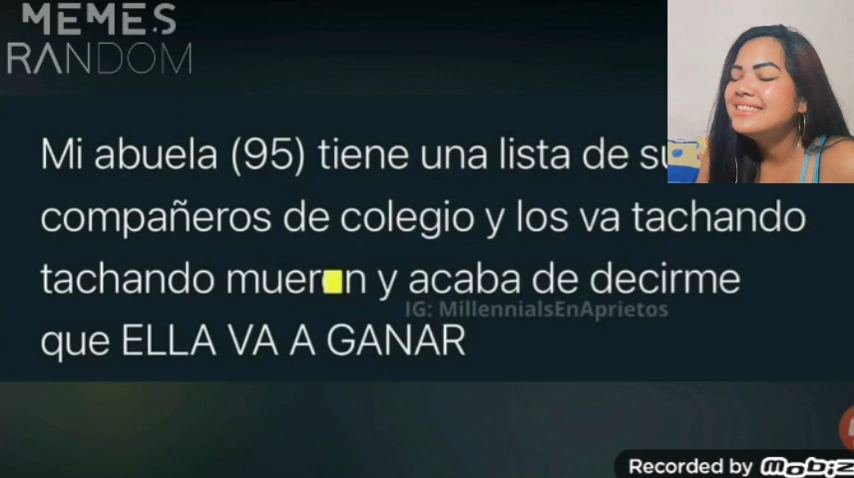 MEMES
RANDOM
Mi abuela (95) tiene una lista de
compañeros de colegio y los va tachando
tachando y acaba de decirme
IG: MillennialsEnAprietos
que ELLA VA A GANAR
Recorded by